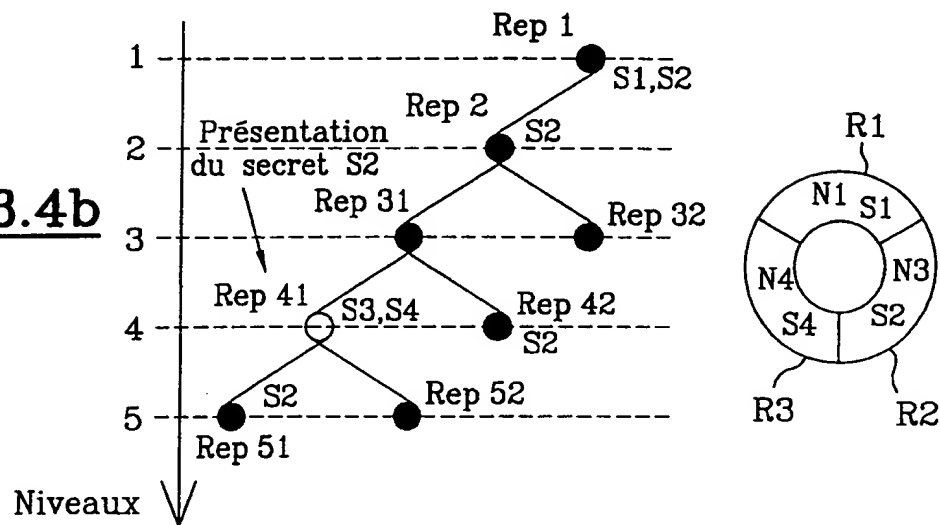 Rep 1
1
S1,S2
Rep 2
S2
R1
Présentation
du secret S2
2
3.4b
Rep 31
Rep 32
N1
S1
3
N4
N3
Rep 41
S3,S4
Rep 42
S4
S2
4
S2
S2
Rep 52
R3
R2
5
Rep 51
Niveaux